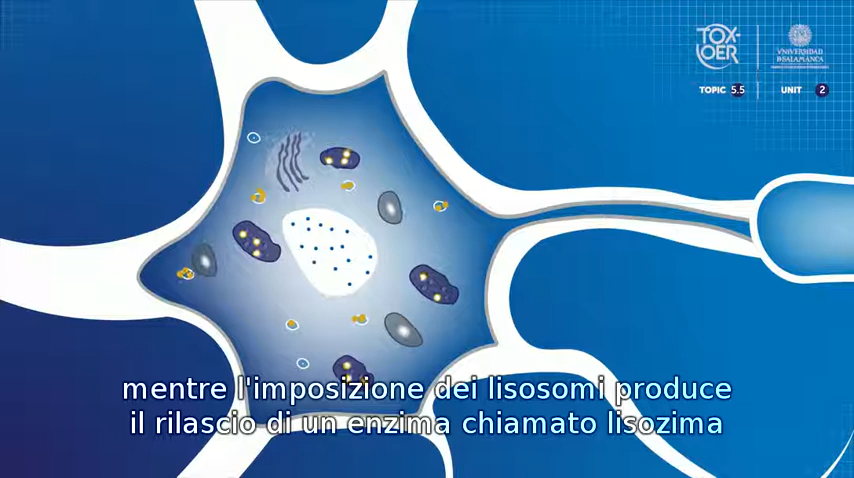 TOX-
OER
VNiVERSiDAD
DSALAMANCA
TOPIC 5.5 UNIT 2
mentre l'imposizione dei lisosomi produce
il rilascio di un enzima chiamato lisozima